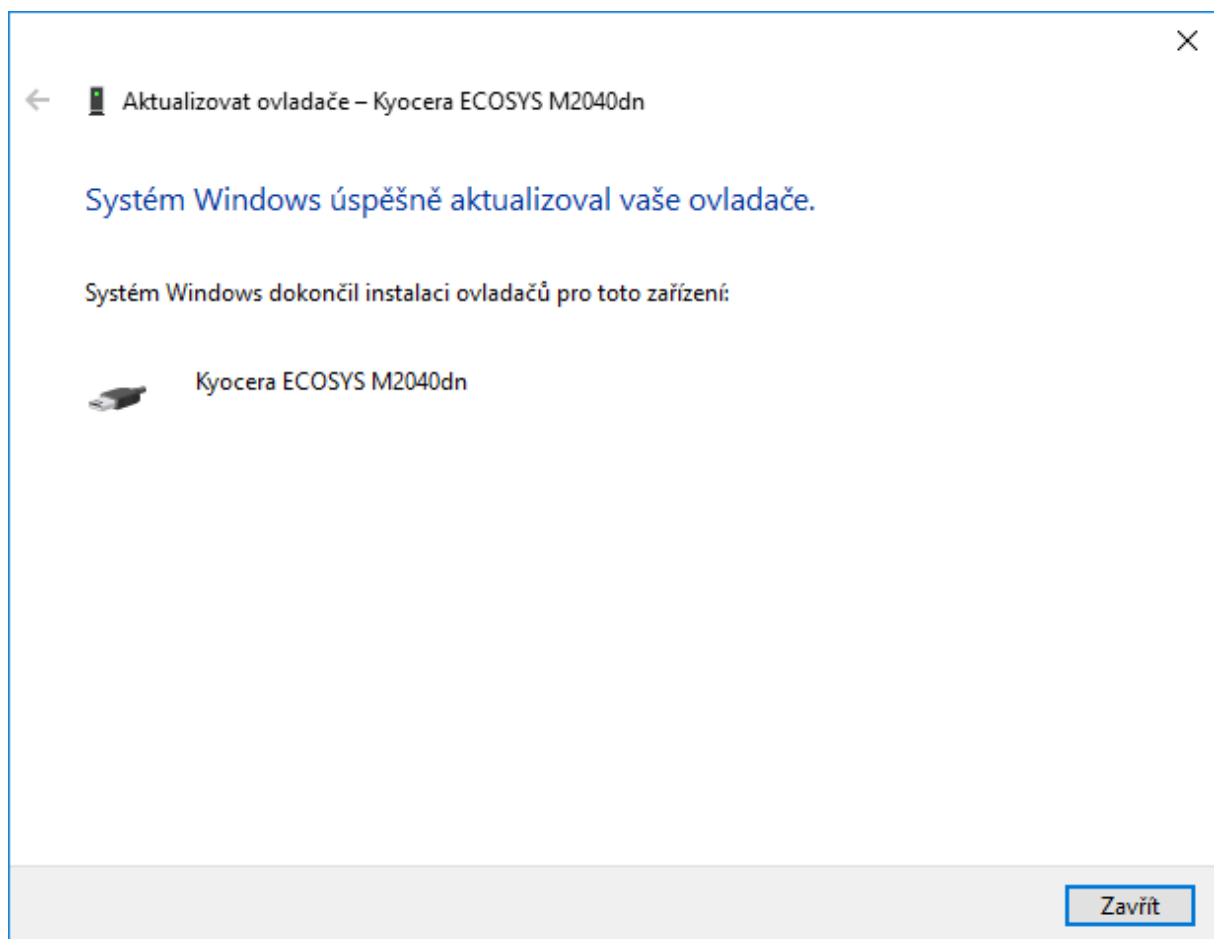 Aktualizovat ovladače – Kyocera ECOSYS M2040dn
Systém Windows úspěšně aktualizoval vaše ovladače.
Systém Windows dokončil instalaci ovladačů pro toto zařízení:
Kyocera ECOSYS M2040dn
Zavřít